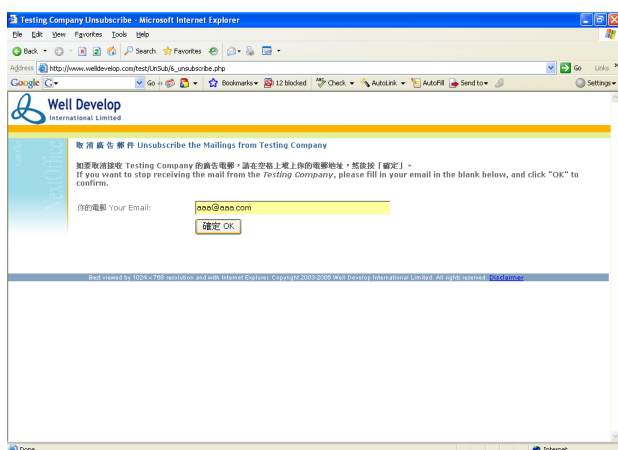 Testing Company Unsubscribe - Microsoft Internet Explorer
File Edit View Favorites Tools Help
Back Search Favorites
Address http://www.welldevelop.com/test/UnSub/6_unsubscribe.php Go Links
Google G Go Bookmarks 12 blocked Check AutoLink AutoFill Send to Settings
Well Develop
International Limited
NextOffice
取消廣告郵件 Unsubscribe the Mailings from Testing Company
如要取消接收 Testing Company 的廣告電郵，請在空格上填上你的電郵地址，然後按「確定」。
If you want to stop receiving the mail from the Testing Company, please fill in your email in the blank below, and click "OK" to
confirm.
你的電郵 Your Email: aaa@aaa.com
確定 OK
Best viewed by 1024 x 768 resolution and with Internet Explorer. Copyright 2003-2006 Well Develop International Limited. All rights reserved. Disclaimer
Done Internet